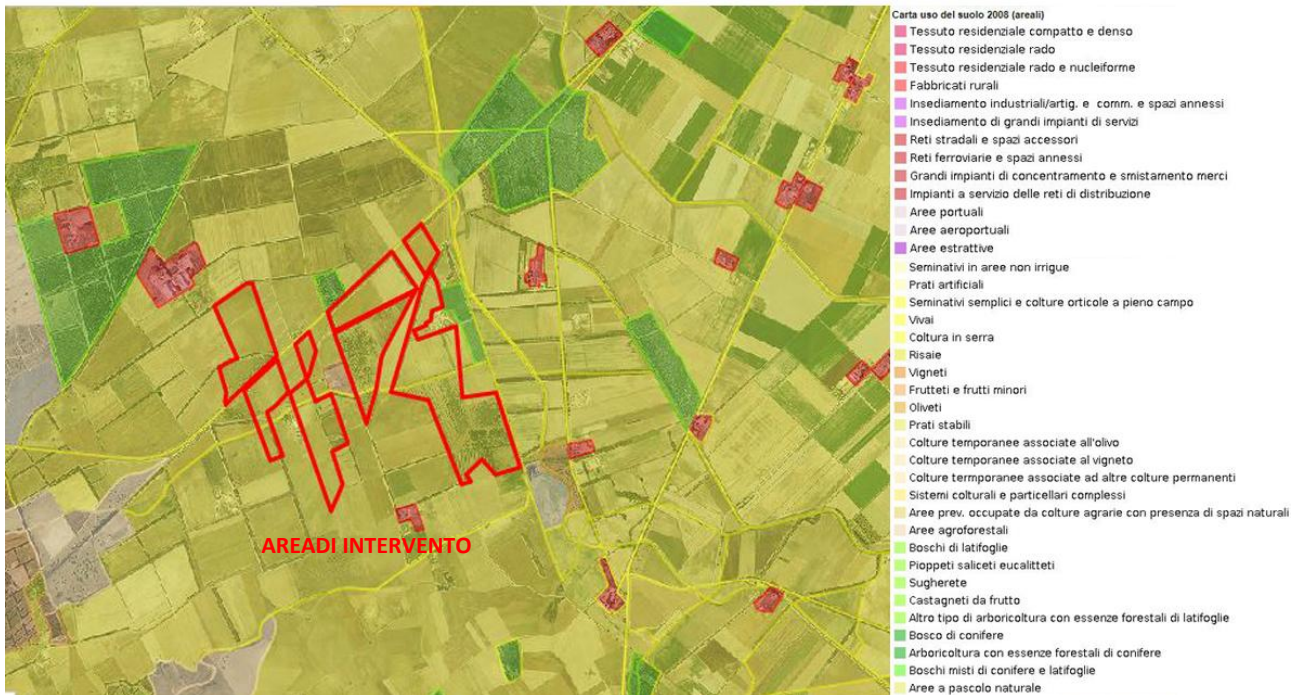 Carta uso del suolo 2008 (areali)
Tessuto residenziale compatto e denso
Tessuto residenziale rado
Tessuto residenziale rado e nucleiforme
Fabbricati rurali
Insediamento industriali/artig. e comm. e spazi annessi
Insediamento di grandi impianti di servizi
Reti stradali e spazi accessori
Reti ferroviarie e spazi annessi
Grandi impianti di concentramento e smistamento merci
Impianti a servizio delle reti di distribuzione
Aree portuali
Aree aeroportuali
Aree estrattive
Seminativi in aree non irrigue
Prati artificiali
Seminativi semplici e colture orticole a pieno campo
Vivai
Coltura in serra
Risaie
Vigneti
Frutteti e frutti minori
Oliveti
Prati stabili
Colture temporanee associate all'olivo
Colture temporanee associate al vigneto
Colture termporanee associate ad altre colture permanenti
Sistemi colturali e particellari complessi
Aree prev. occupate da colture agrarie con presenza di spazi naturali
Aree agroforestali
Boschi di latifoglie
Pioppeti saliceti eucalitteti
Sugherete
Castagneti da frutto
Altro tipo di arboricoltura con essenze forestali di latifoglie
Bosco di conifere
Arboricoltura con essenze forestali di conifere
Boschi misti di conifere e latifoglie
Aree a pascolo naturale
AREADI INTERVENTO